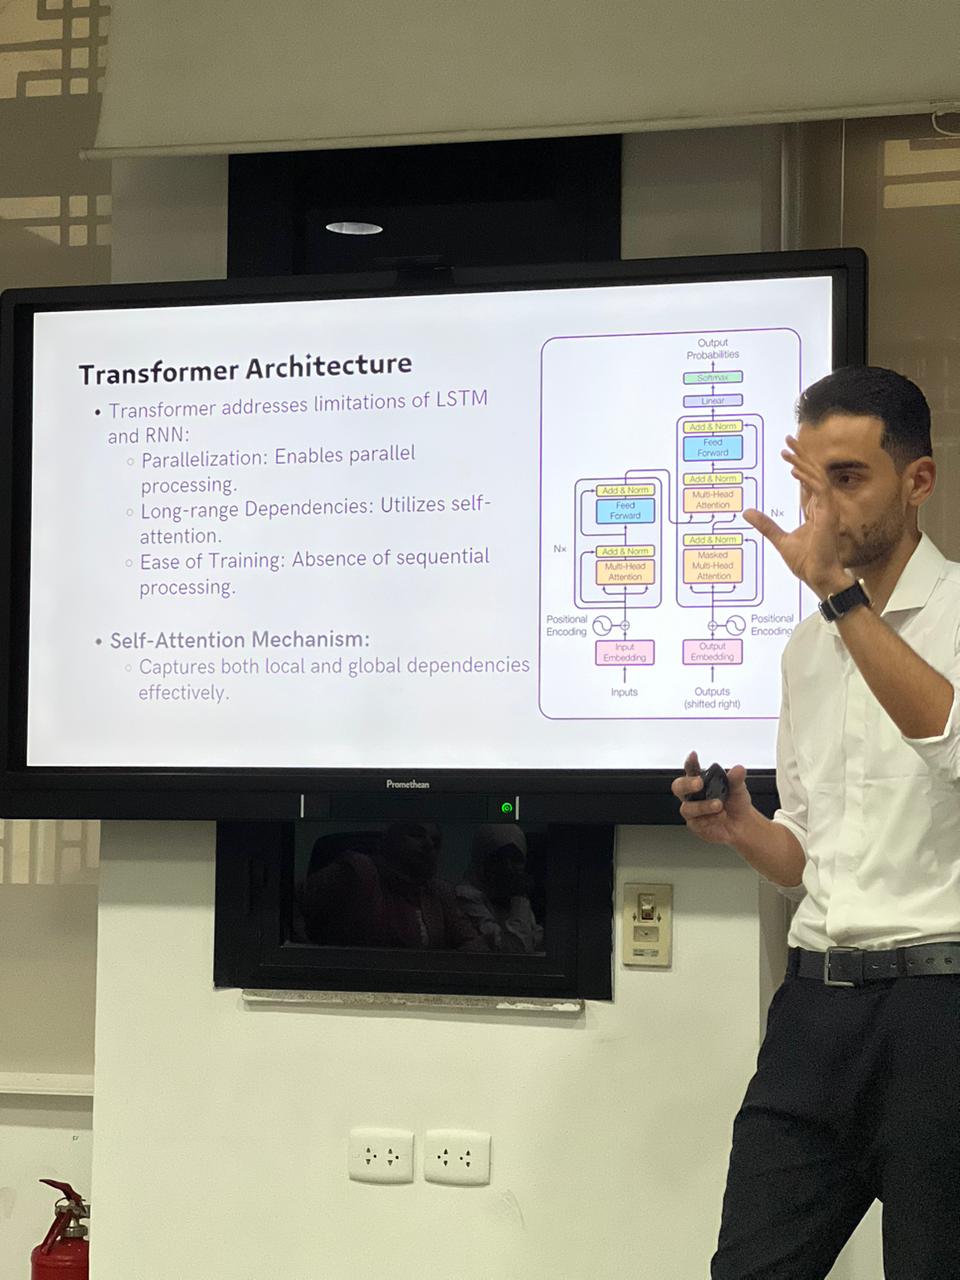 Transformer Architecture
• Transformer addresses limitations of LSTM
and RNN:
○ Parallelization: Enables parallel
processing.
○ Long-range Dependencies: Utilizes self-
attention.
○ Ease of Training: Absence of sequential
processing.
• Self-Attention Mechanism:
○ Captures both local and global dependencies
effectively.
Output
Probabilities
Softmax
Linear
Add & Norm
Feed
Forward
Add & Norm
Multi-Head
Attention
Nx
Add & Norm
Masked
Multi-Head
Attention
Add & Norm
Feed
Forward
Nx
Add & Norm
Multi-Head
Attention
Positional
Encoding
Positional
Encoding
Input
Embedding
Output
Embedding
Inputs
Outputs
(shifted right)
Promethean